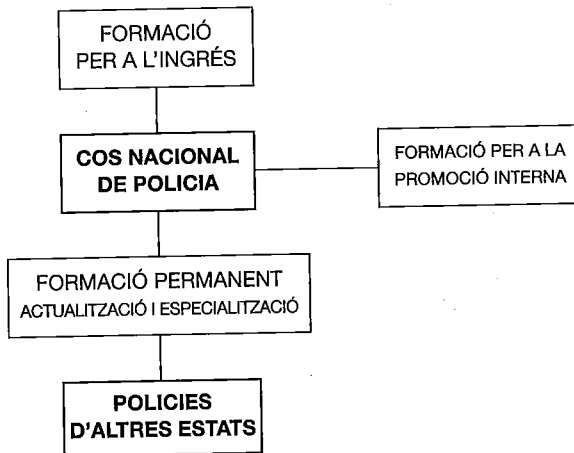 FORMACIÓ
PER A L'INGRÉS
COS NACIONAL
DE POLICIA
FORMACIÓ PER A LA
PROMOCIÓ INTERNA
FORMACIÓ PERMANENT
ACTUALITZACIÓ I ESPECIALITZACIÓ
POLICIES
D'ALTRES ESTATS